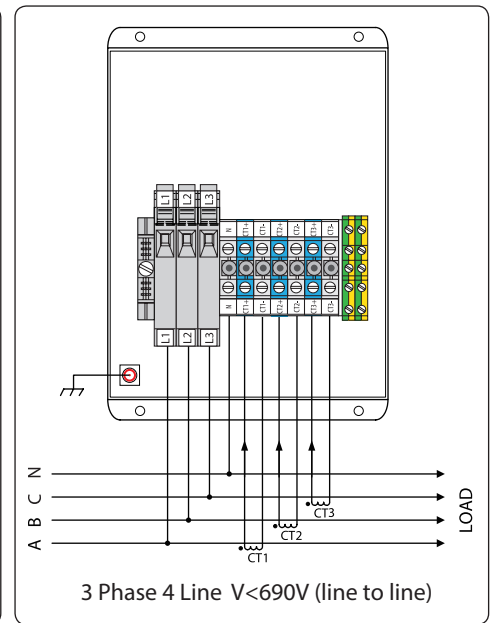 L1 L2 L3
N CT1+ CT1- CT2+ CT2- CT3+ CT3-
N CT1+ CT1- CT2+ CT2- CT3+ CT3-
L1 L2 L3
N
C
B
A
CT3
CT2
CT1
LOAD
3 Phase 4 Line V<690V (line to line)